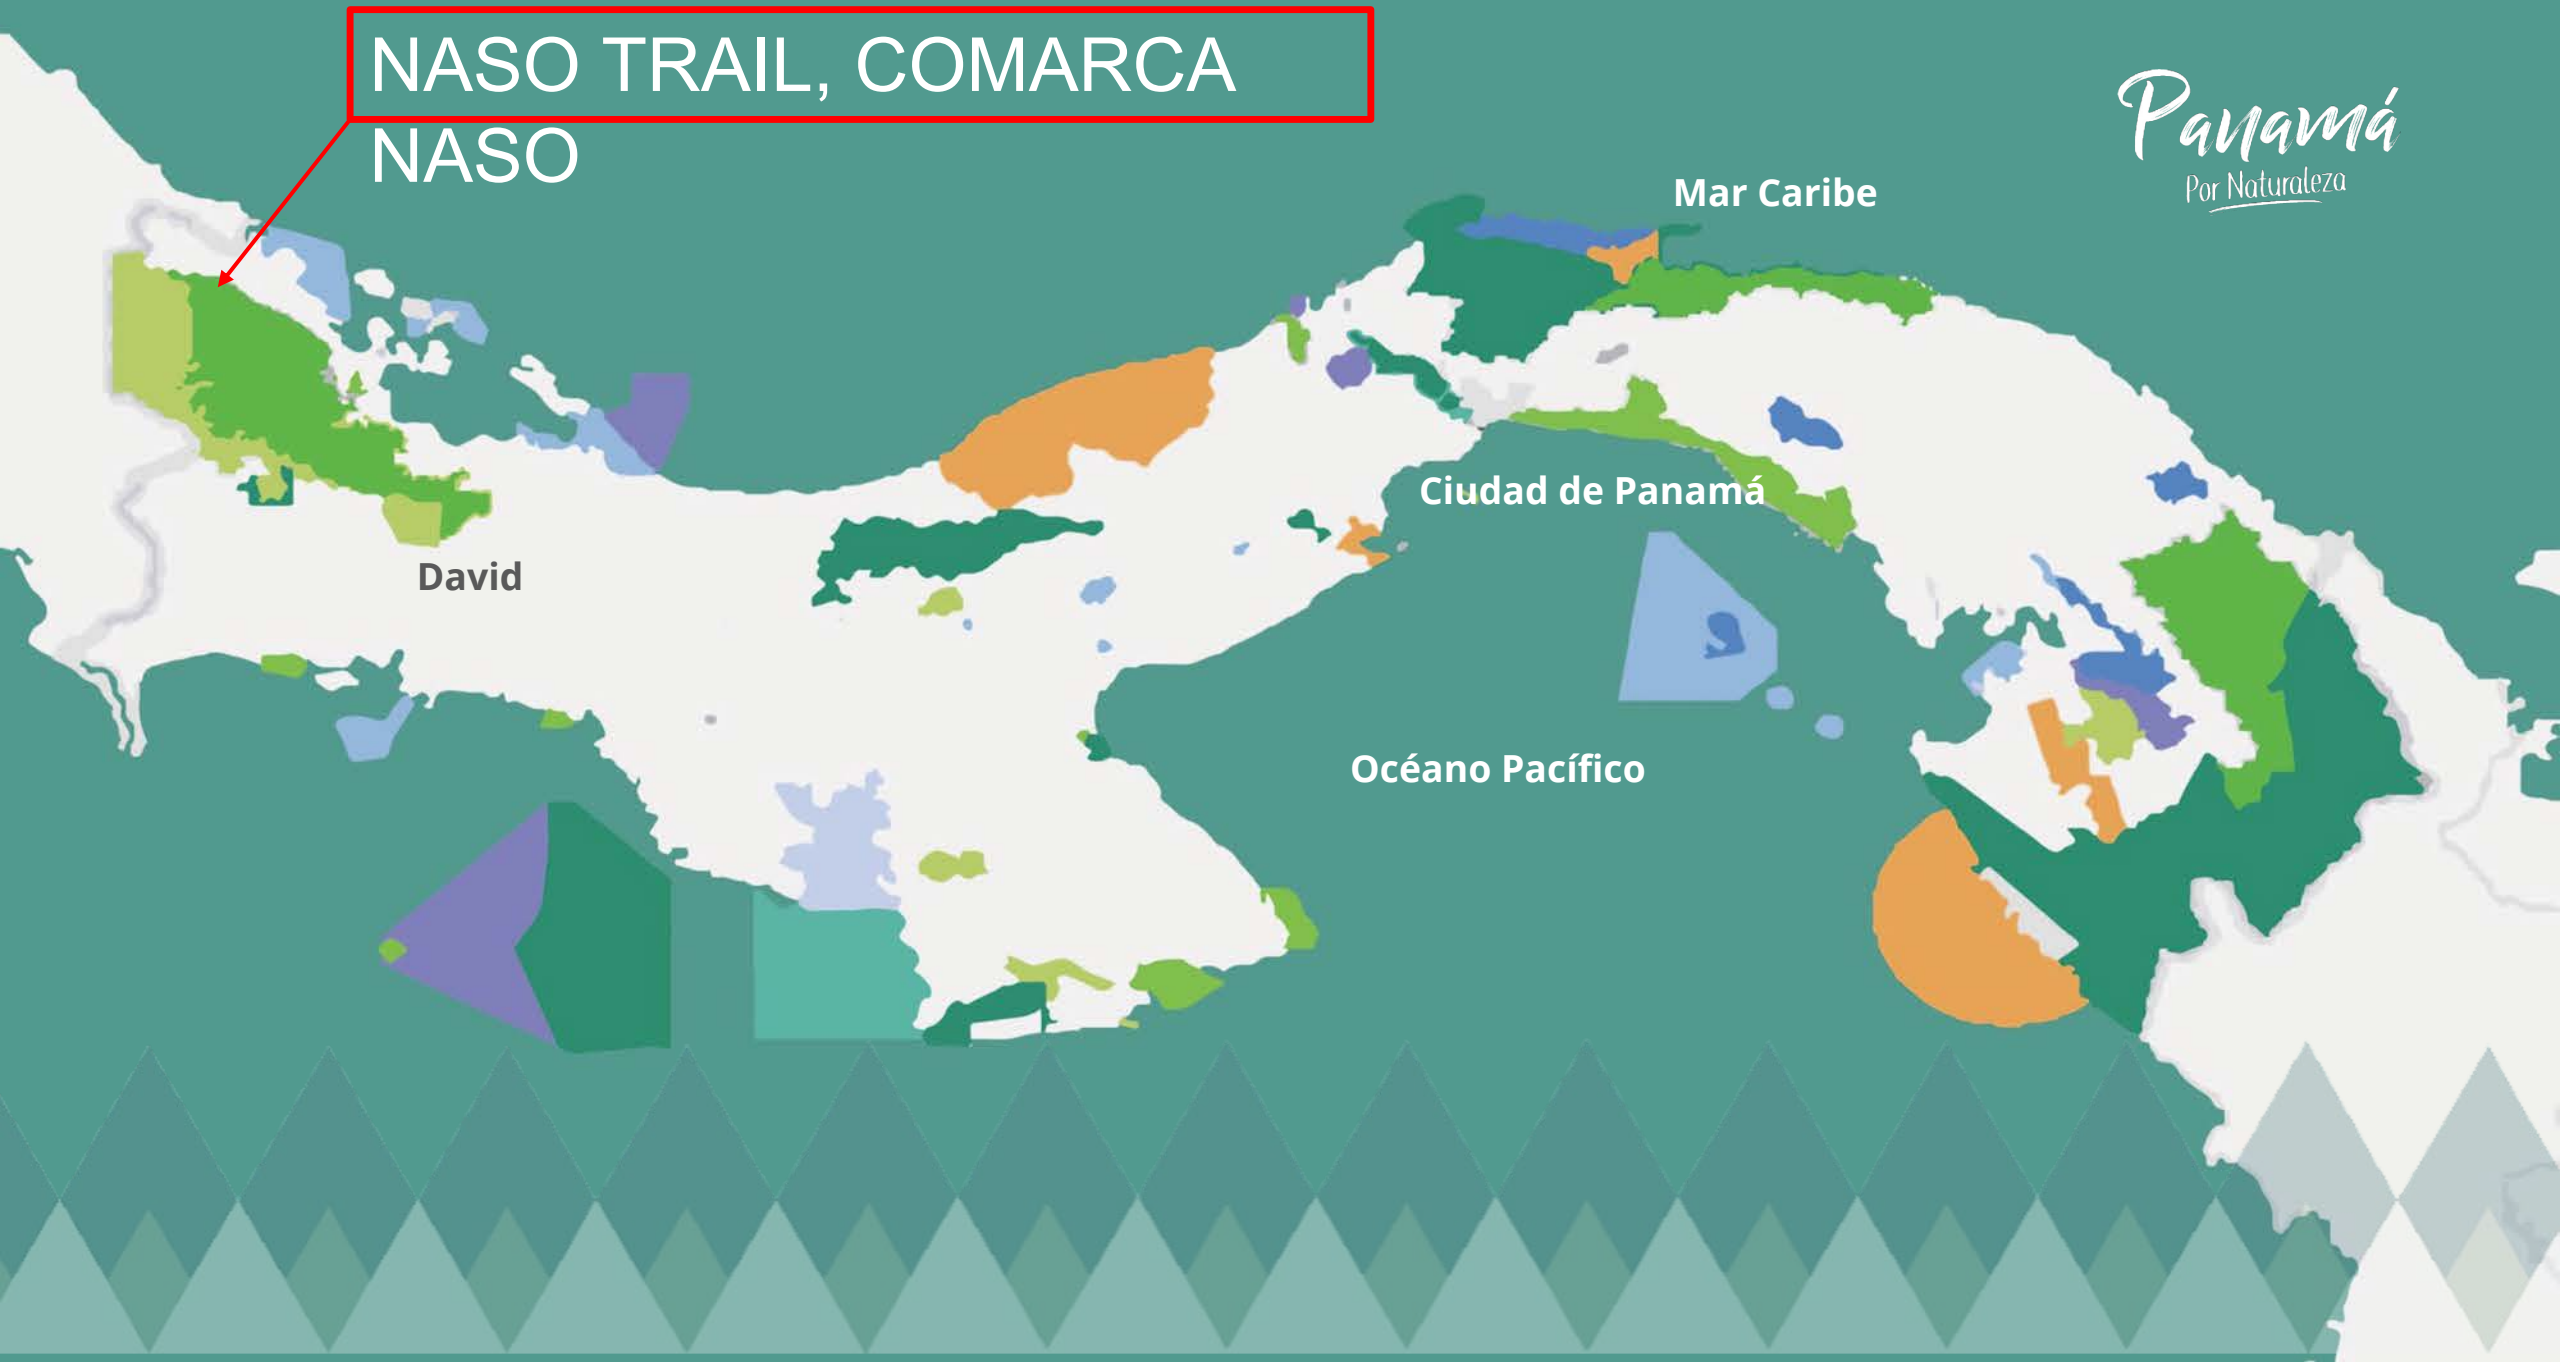 NASO TRAIL, COMARCA
NASO
Panamá
Por Naturaleza
Mar Caribe
Ciudad de Panamá
David
Océano Pacífico